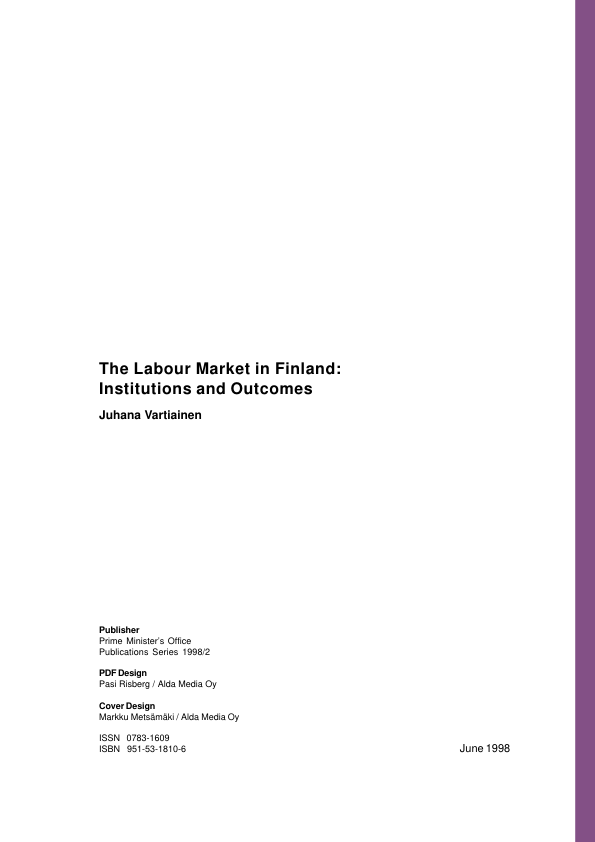 The Labour Market in Finland:
Institutions and Outcomes
Juhana Vartiainen
Publisher
Prime Minister's Office
Publications Series 1998/2
PDF Design
Pasi Risberg / Alda Media Oy
Cover Design
Markku Metsämäki / Alda Media Oy
ISSN 0783-1609
ISBN 951-53-1810-6
June 1998